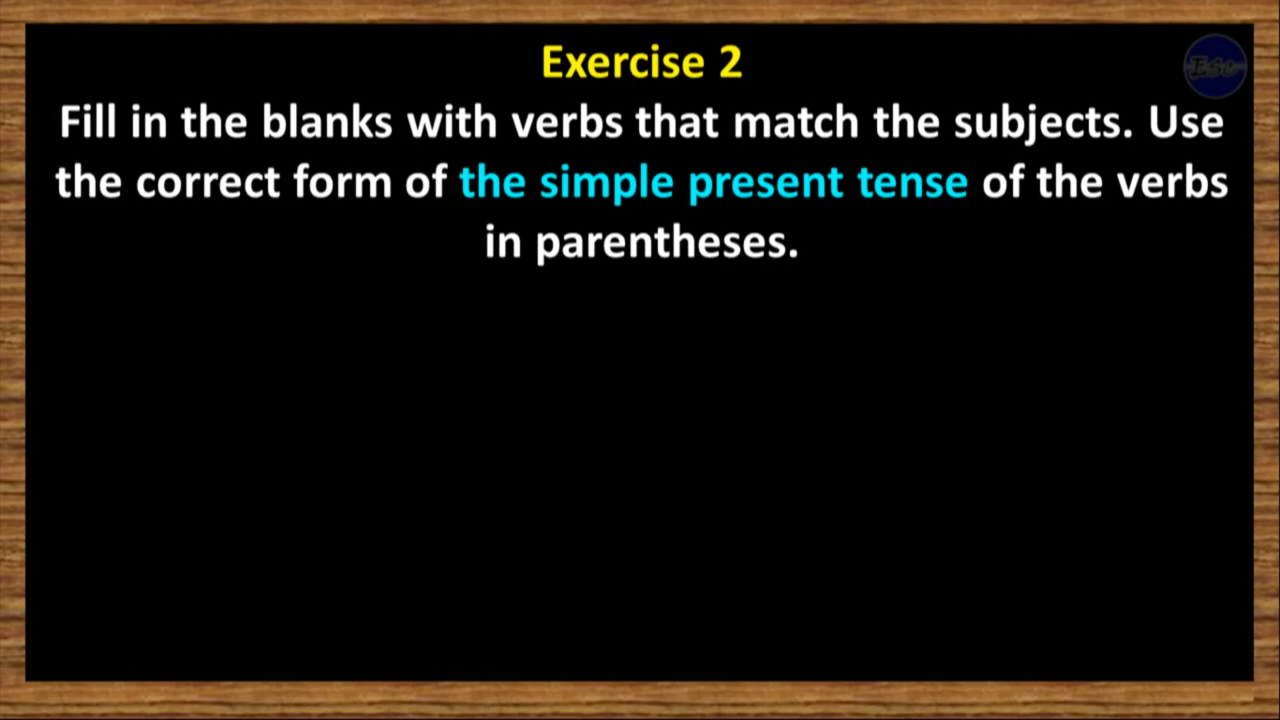 Exercise 2
Esc
Fill in the blanks with verbs that match the subjects. Use
the correct form of the simple present tense of the verbs
in parentheses.